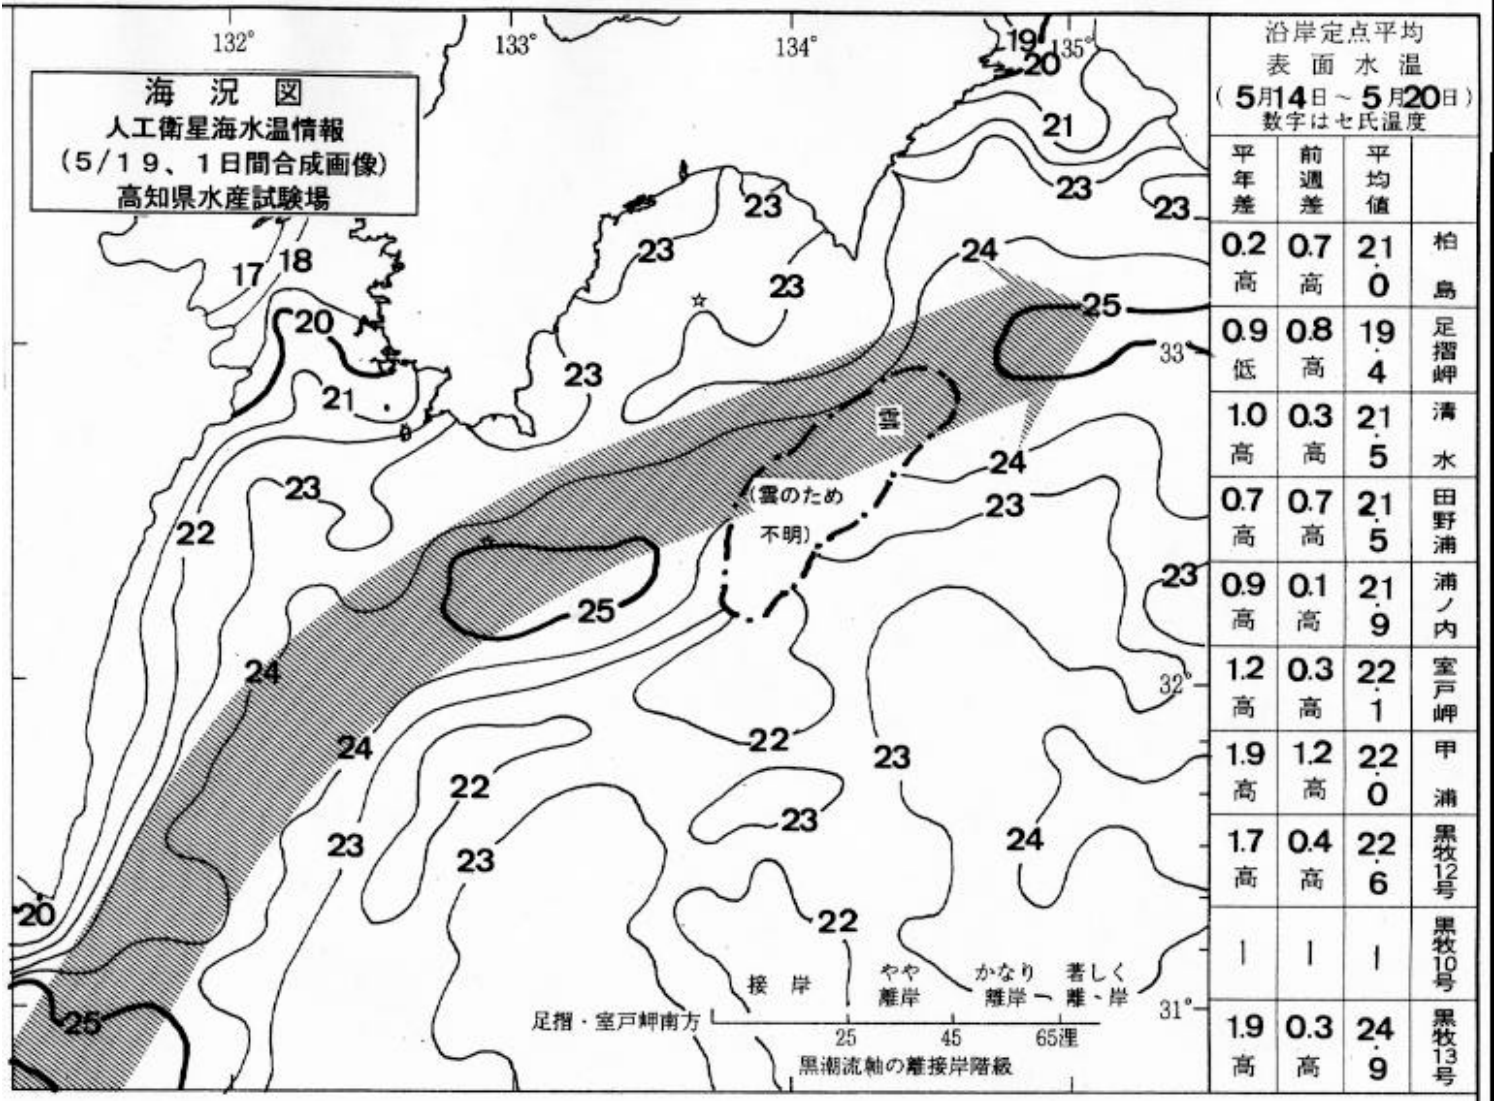 海況図
人工衛星海水温情報
(5/19、1日間合成画像)
高知県水産試験場
132°
133°
134°
135°
33°
32°
31°
19
20
21
23
23
23
23
23
24
25
17
18
20
21
23
22
23
24
24
23
25
24
23
(雲のため
不明)
22
23
22
23
23
23
24
22
20
25
接岸
やや
離岸
かなり
離岸
著しく
離岸
足摺・室戸岬南方
25
45
65浬
黒潮流軸の離接岸階級
沿岸定点平均
表面水温
(5月14日~5月20日)
数字はセ氏温度
平年差 前週差 平均値
0.2高 0.7高 21.0 柏島
0.9低 0.8高 19.4 足摺岬
1.0高 0.3高 21.5 清水
0.7高 0.7高 21.5 田野浦
0.9高 0.1高 21.9 浦ノ内
1.2高 0.3高 22.1 室戸岬
1.9高 1.2高 22.0 甲浦
1.7高 0.4高 22.6 黒牧12号
— — — 黒牧10号
1.9高 0.3高 24.9 黒牧13号